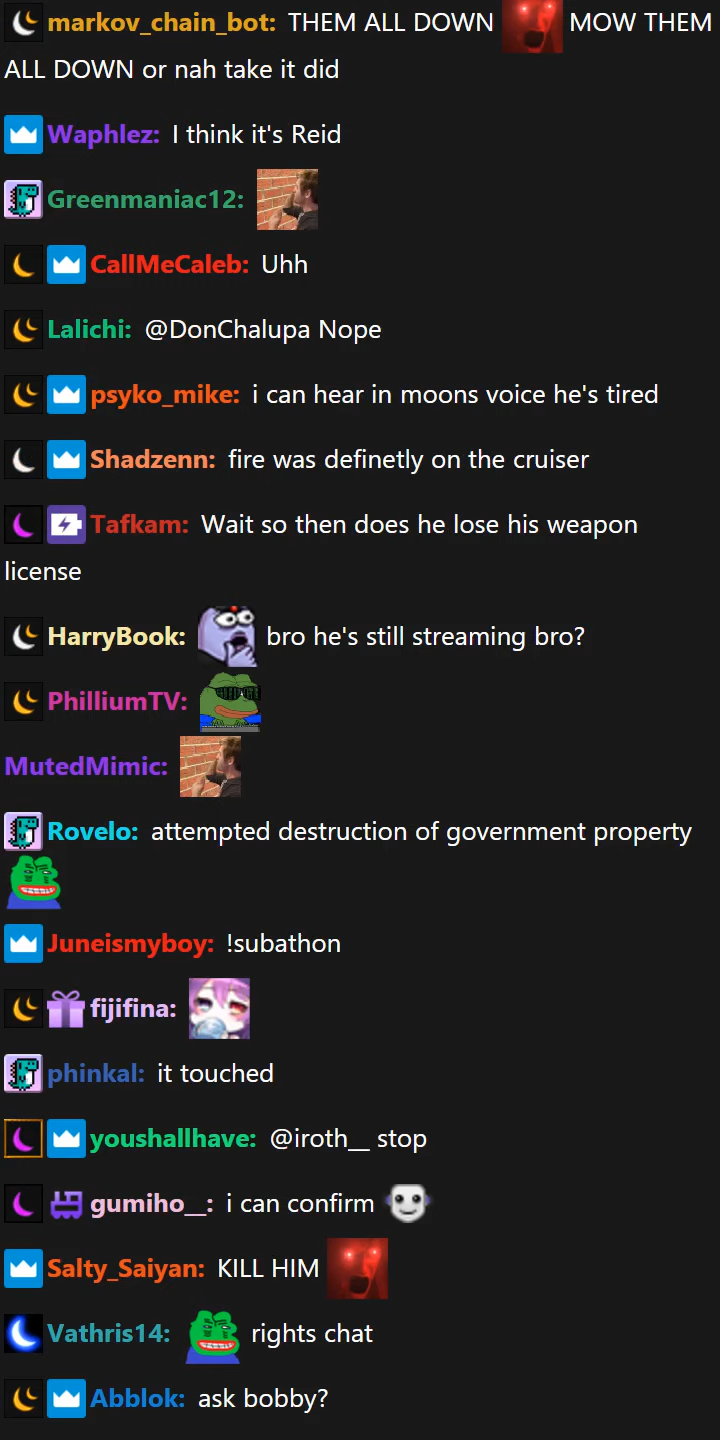 markov_chain_bot: THEM ALL DOWN MOW THEM
ALL DOWN or nah take it did
Waphlez: I think it's Reid
Greenmaniac12:
CallMeCaleb: Uhh
Lalichi: @DonChalupa Nope
psyko_mike: i can hear in moons voice he's tired
Shadzenn: fire was definetly on the cruiser
Tafkam: Wait so then does he lose his weapon
license
HarryBook: bro he's still streaming bro?
PhilliumTV:
MutedMimic:
Rovelo: attempted destruction of government property
Juneismyboy: !subathon
fijifina:
phinkal: it touched
youshallhave: @iroth__ stop
gumiho__: i can confirm
Salty_Saiyan: KILL HIM
Vathris14: rights chat
Abblok: ask bobby?